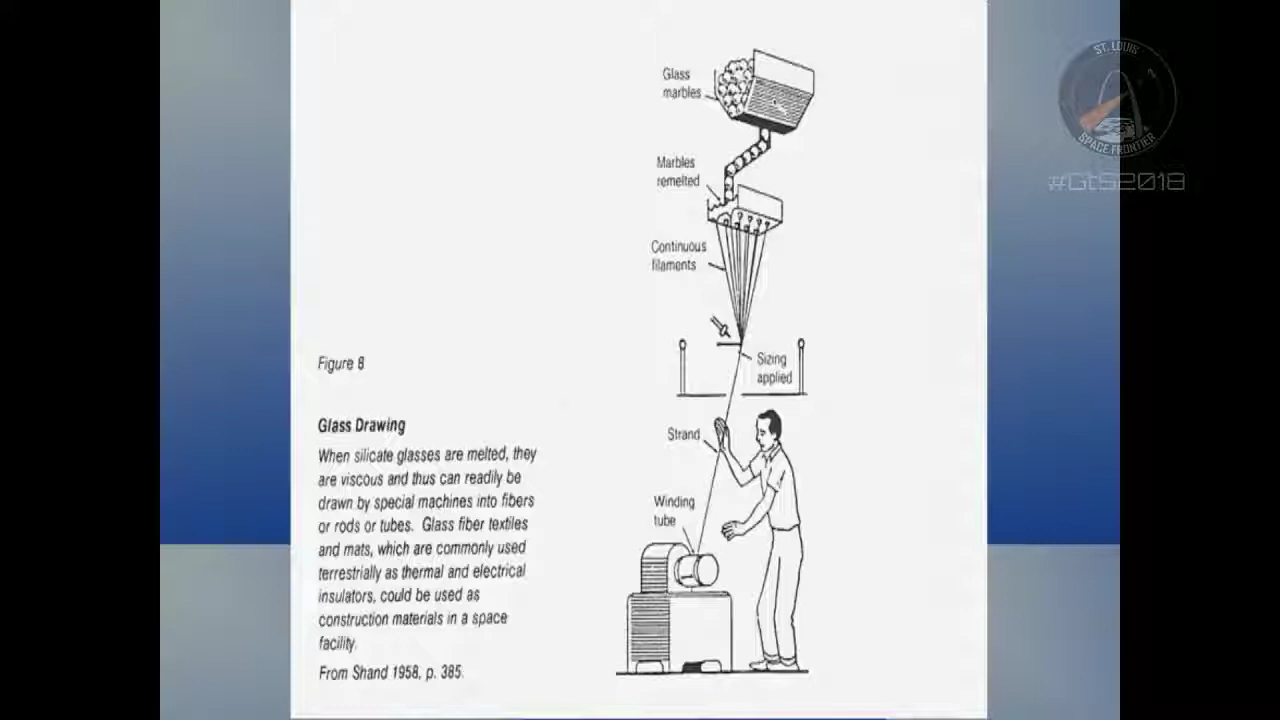 Glass
marbles
Marbles
remelted
Continuous
filaments
Sizing
applied
Strand
Winding
tube
Figure 8
Glass Drawing
When silicate glasses are melted, they
are viscous and thus can readily be
drawn by special machines into fibers
or rods or tubes. Glass fiber textiles
and mats, which are commonly used
terrestrially as thermal and electrical
insulators, could be used as
construction materials in a space
facility.
From Shand 1958, p. 385.
ST. LOUIS
SPACE FRONTIER
#GtS2018